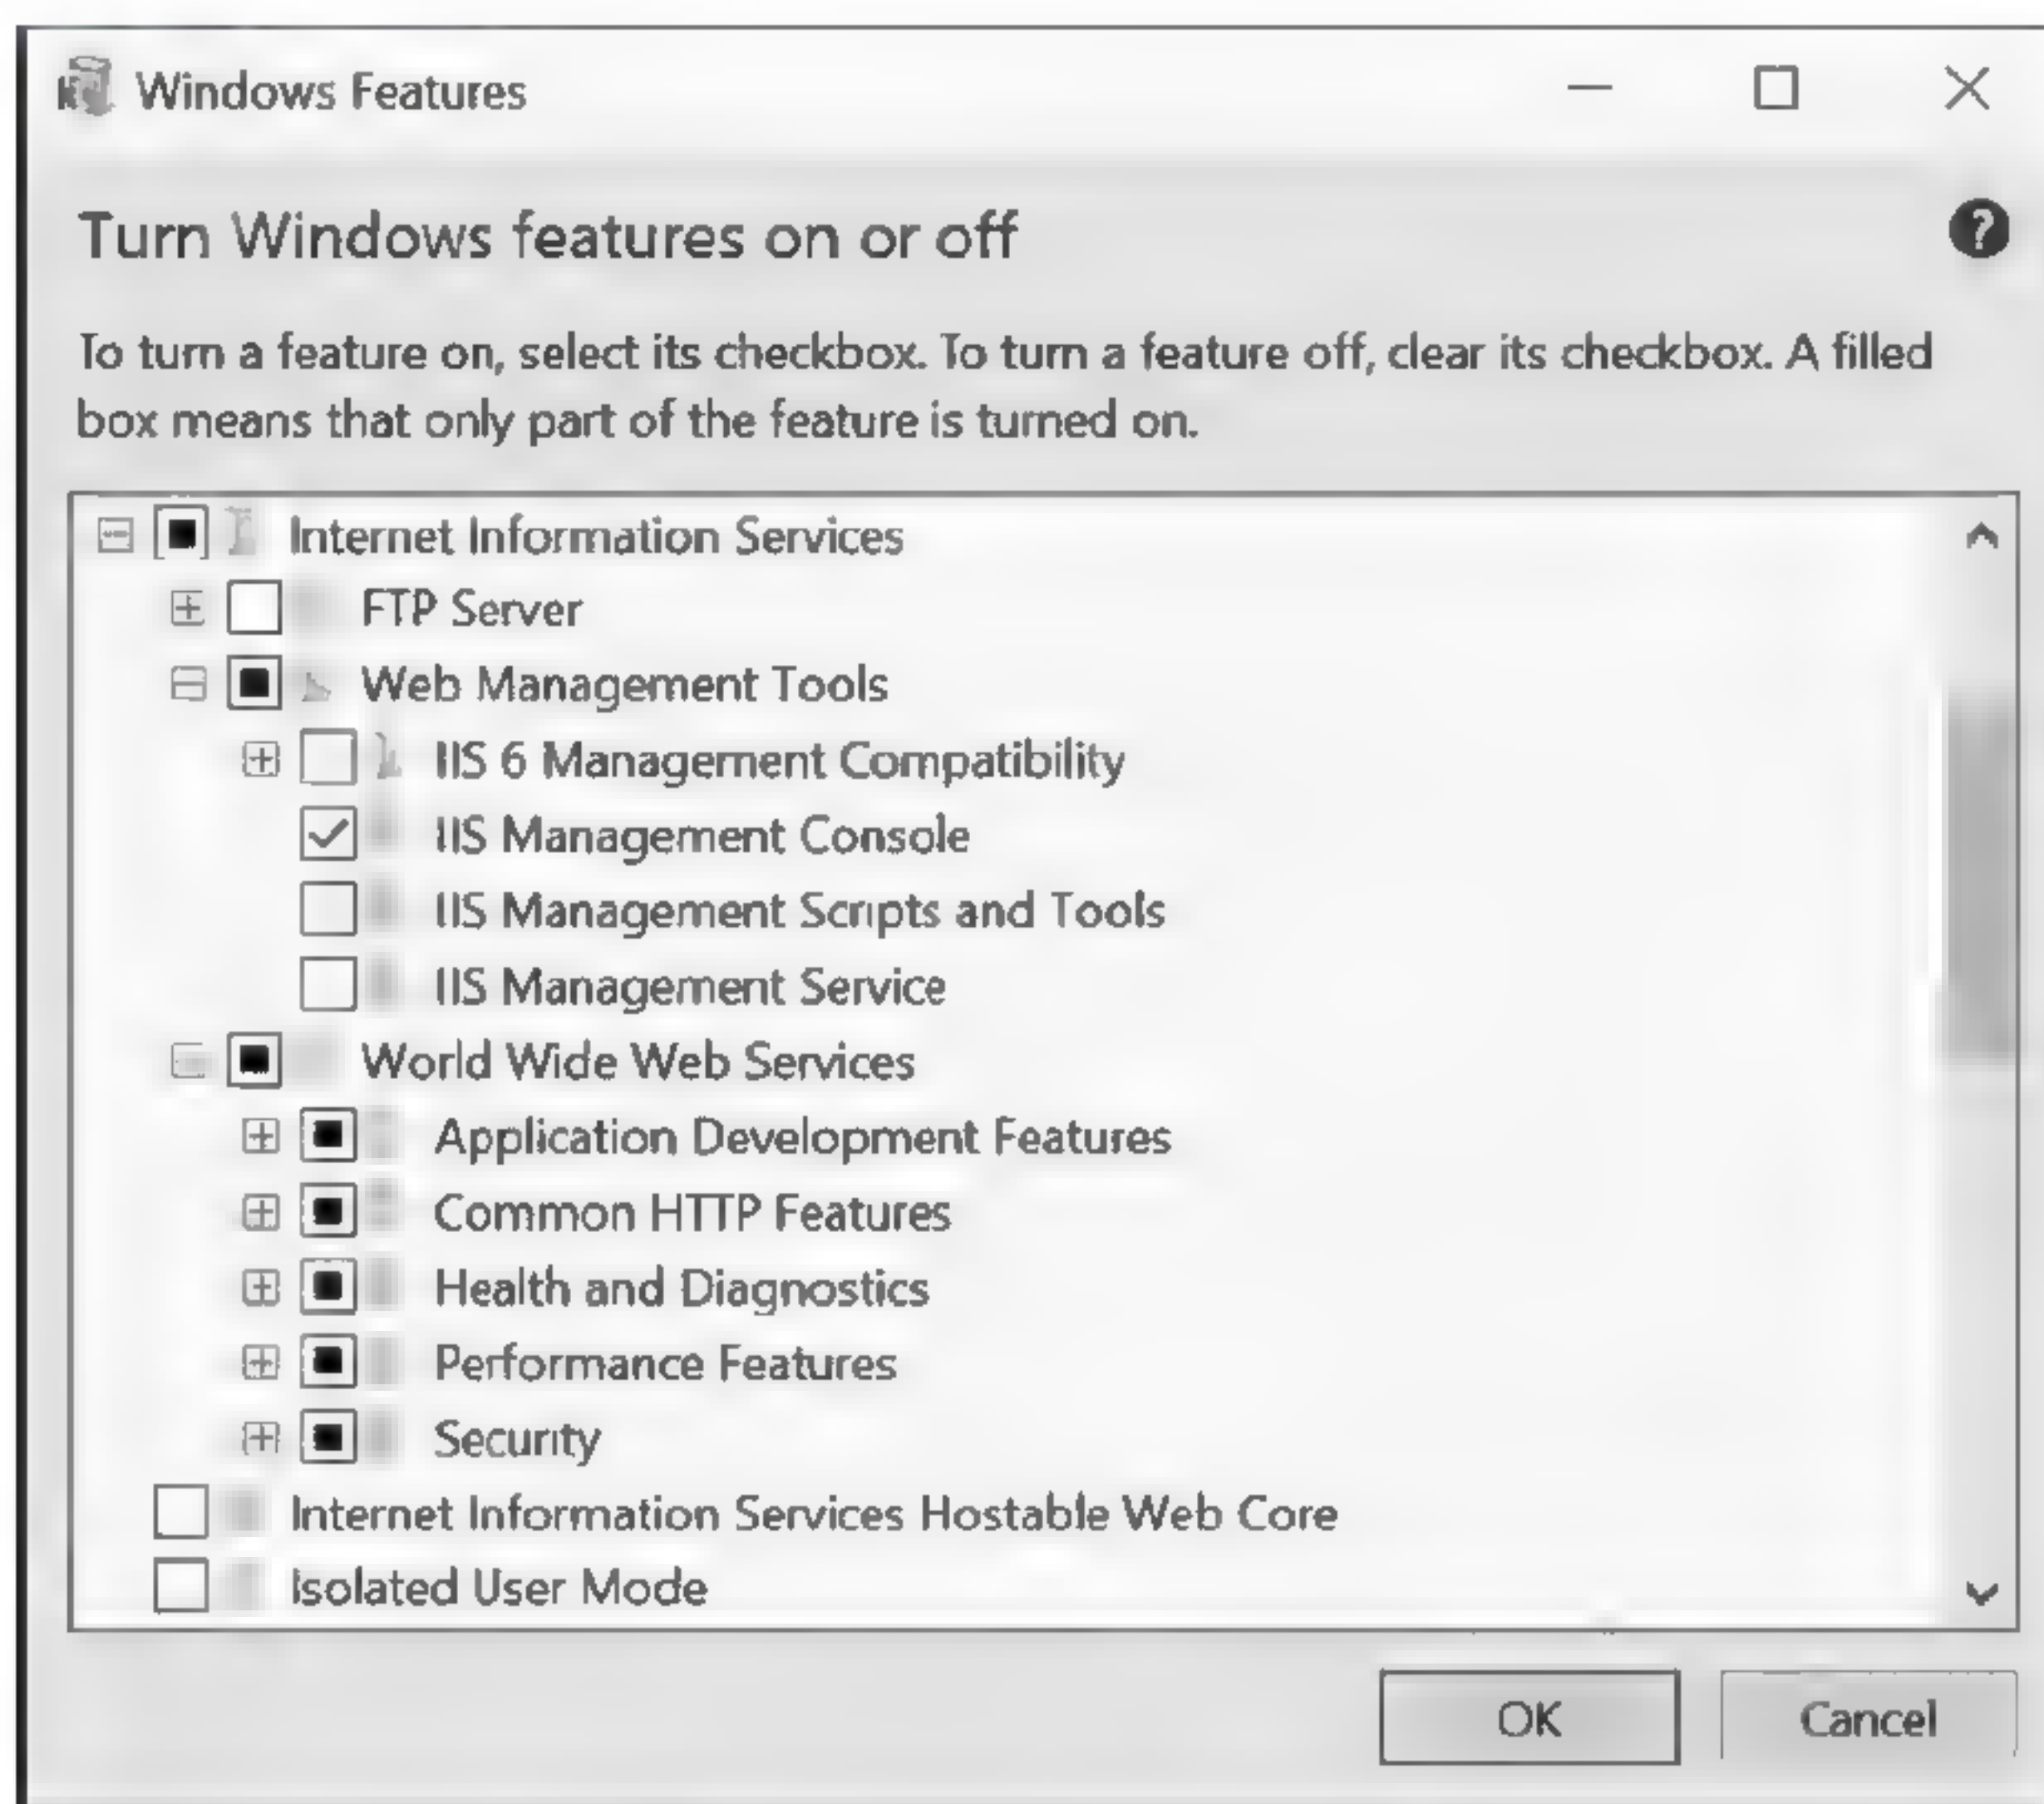 Windows Features
Turn Windows features on or off
?
To turn a feature on, select its checkbox. To turn a feature off, clear its checkbox. A filled
box means that only part of the feature is turned on.
Internet Information Services
FTP Server
Web Management Tools
IIS 6 Management Compatibility
IIS Management Console
IIS Management Scripts and Tools
IIS Management Service
World Wide Web Services
Application Development Features
Common HTTP Features
Health and Diagnostics
Performance Features
Security
Internet Information Services Hostable Web Core
Isolated User Mode
OK Cancel